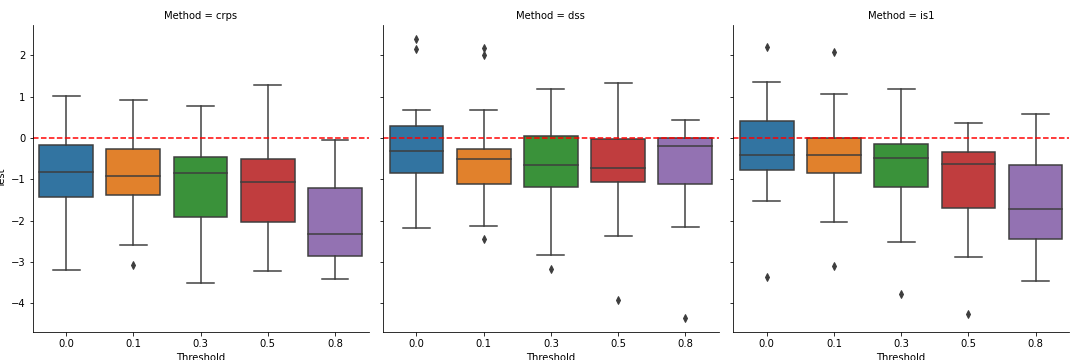 Method = crps
Method = dss
Method = is1
2
1
0
−1
−2
−3
−4
0.0 0.1 0.3 0.5 0.8
0.0 0.1 0.3 0.5 0.8
0.0 0.1 0.3 0.5 0.8
Threshold
Threshold
Threshold